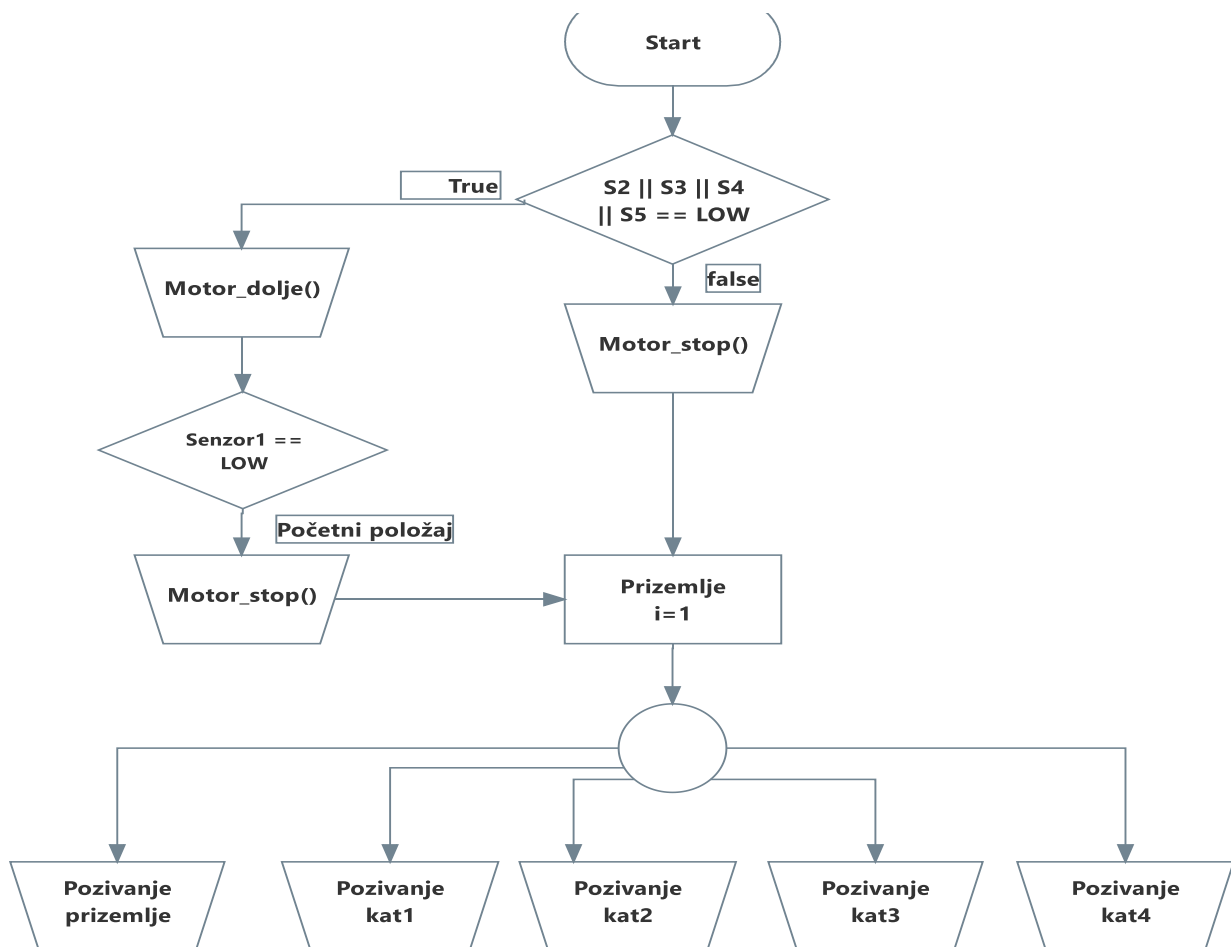 Start
True
S2 || S3 || S4
|| S5 == LOW
false
Motor_dolje()
Motor_stop()
Senzor1 ==
LOW
Početni položaj
Motor_stop()
Prizemlje
i=1
Pozivanje
prizemlje
Pozivanje
kat1
Pozivanje
kat2
Pozivanje
kat3
Pozivanje
kat4